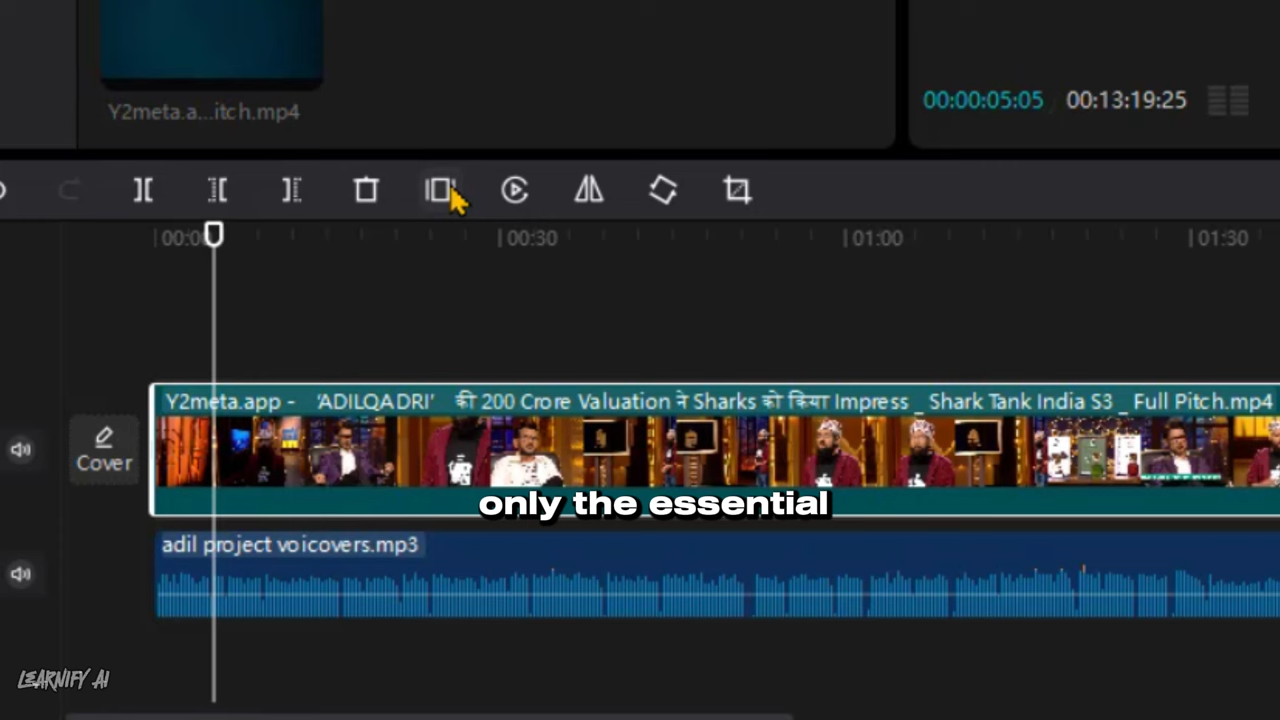 Y2meta.a...itch.mp4
00:00:05:05 00:13:19:25
00:00 00:30 01:00 01:30
Y2meta.app - 'ADILQADRI' की 200 Crore Valuation ने Sharks को किया Impress _ Shark Tank India S3 _ Full Pitch.mp4
Cover
only the essential
adil project voicovers.mp3
LEARNIFY AI